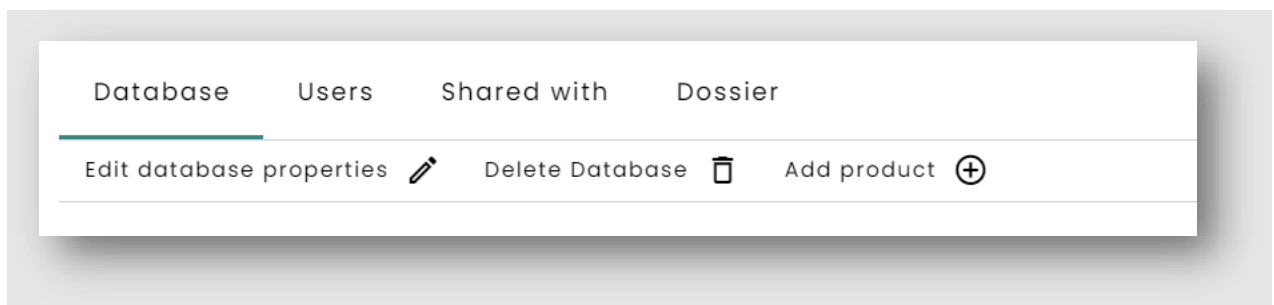 Database Users Shared with Dossier
Edit database properties Delete Database Add product